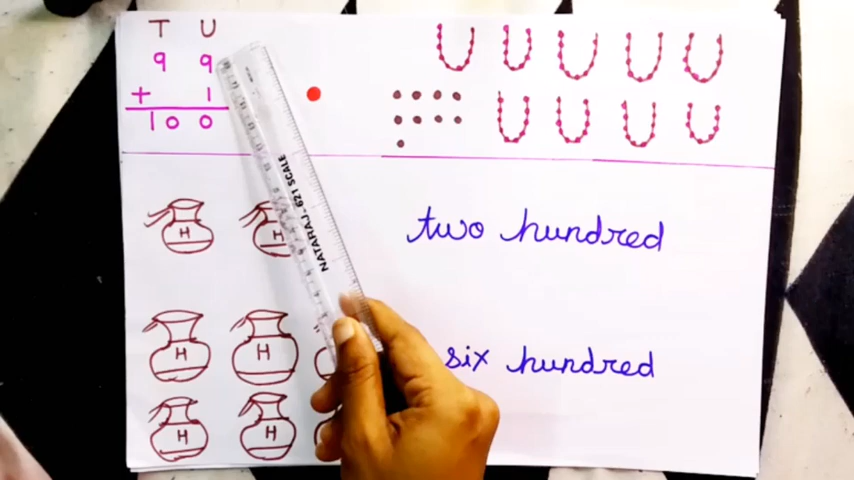 T U
9 9
+ 1
1 0 0
NATARAJ-621 SCALE
H H
two hundred
H H
six hundred
H H